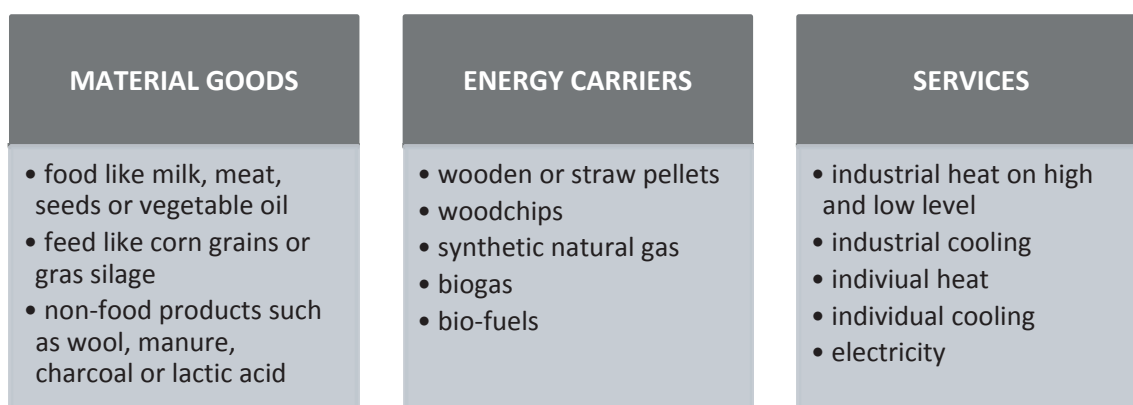 MATERIAL GOODS
• food like milk, meat,
seeds or vegetable oil
• feed like corn grains or
gras silage
• non-food products such
as wool, manure,
charcoal or lactic acid
ENERGY CARRIERS
• wooden or straw pellets
• woodchips
• synthetic natural gas
• biogas
• bio-fuels
SERVICES
• industrial heat on high
and low level
• industrial cooling
• indiviual heat
• individual cooling
• electricity